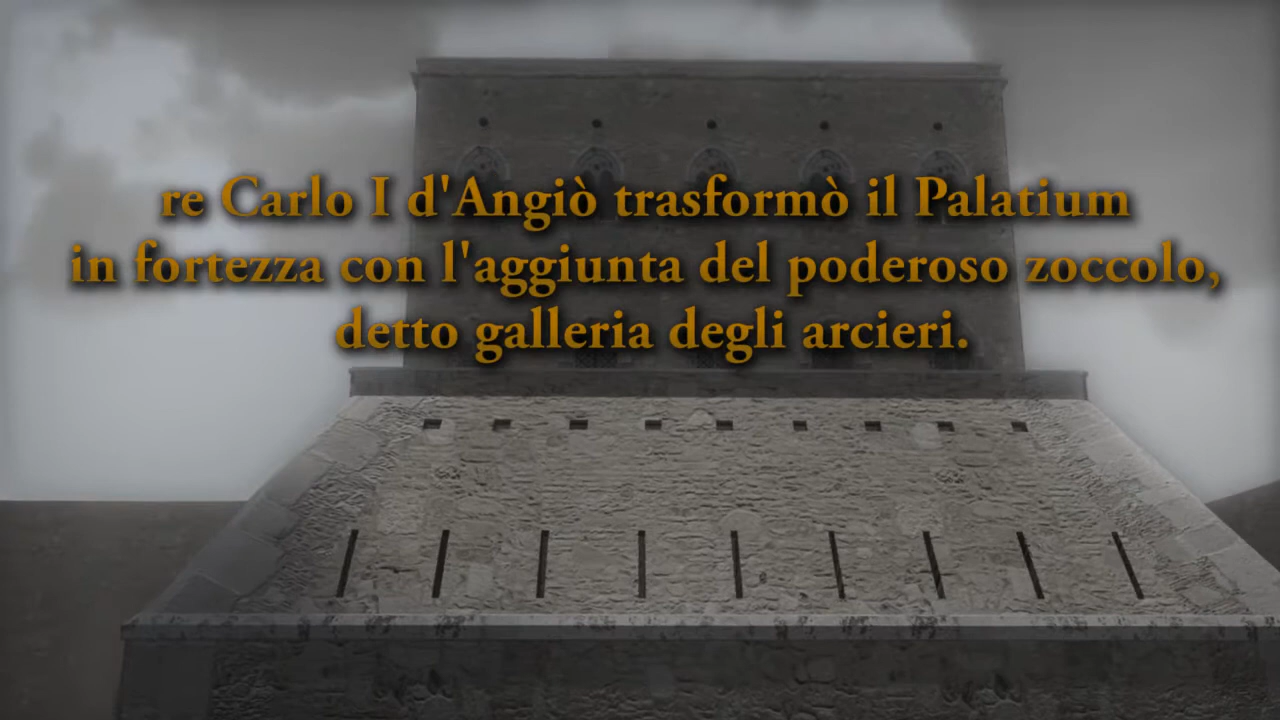 re Carlo I d'Angiò trasformò il Palatium
in fortezza con l'aggiunta del poderoso zoccolo,
detto galleria degli arcieri.